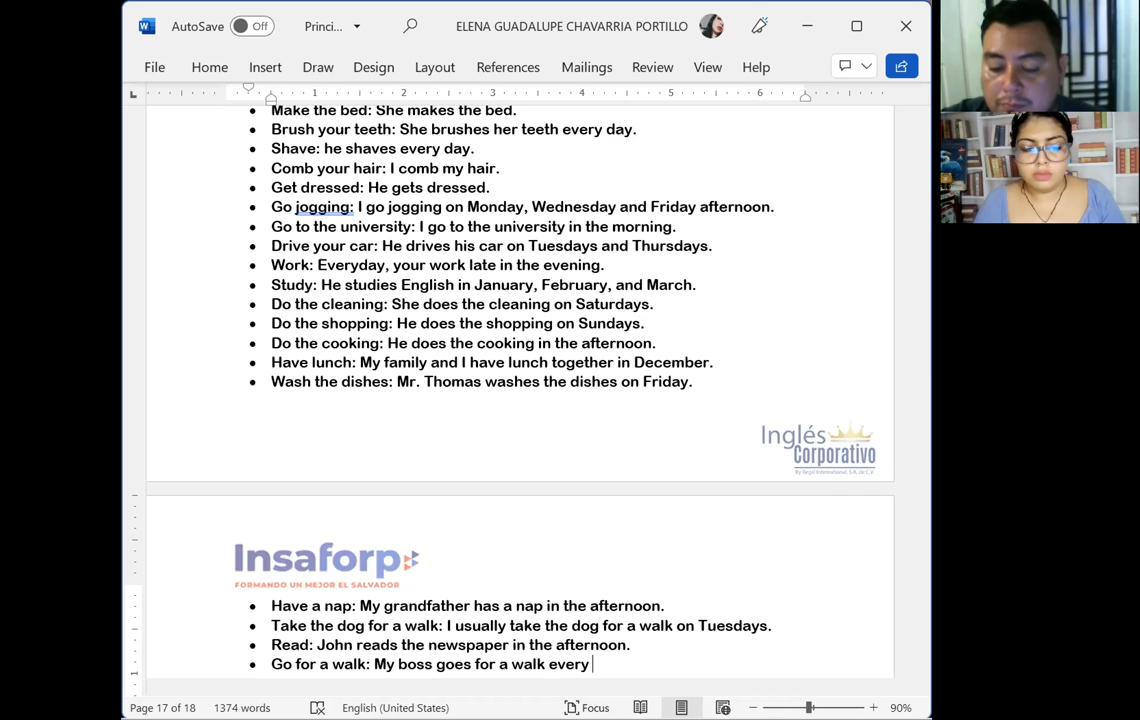 AutoSave Off Princi... ELENA GUADALUPE CHAVARRIA PORTILLO
File Home Insert Draw Design Layout References Mailings Review View Help
1 2 3 4 5 6
Make the bed: She makes the bed.
Brush your teeth: She brushes her teeth every day.
Shave: he shaves every day.
Comb your hair: I comb my hair.
Get dressed: He gets dressed.
Go jogging: I go jogging on Monday, Wednesday and Friday afternoon.
Go to the university: I go to the university in the morning.
Drive your car: He drives his car on Tuesdays and Thursdays.
Work: Everyday, your work late in the evening.
Study: He studies English in January, February, and March.
Do the cleaning: She does the cleaning on Saturdays.
Do the shopping: He does the shopping on Sundays.
Do the cooking: He does the cooking in the afternoon.
Have lunch: My family and I have lunch together in December.
Wash the dishes: Mr. Thomas washes the dishes on Friday.
Inglés
Corporativo
By Regal International, S.A. de C.V.
Insaforp
FORMANDO UN MEJOR EL SALVADOR
Have a nap: My grandfather has a nap in the afternoon.
Take the dog for a walk: I usually take the dog for a walk on Tuesdays.
Read: John reads the newspaper in the afternoon.
Go for a walk: My boss goes for a walk every
Page 17 of 18 1374 words English (United States) Focus 90%